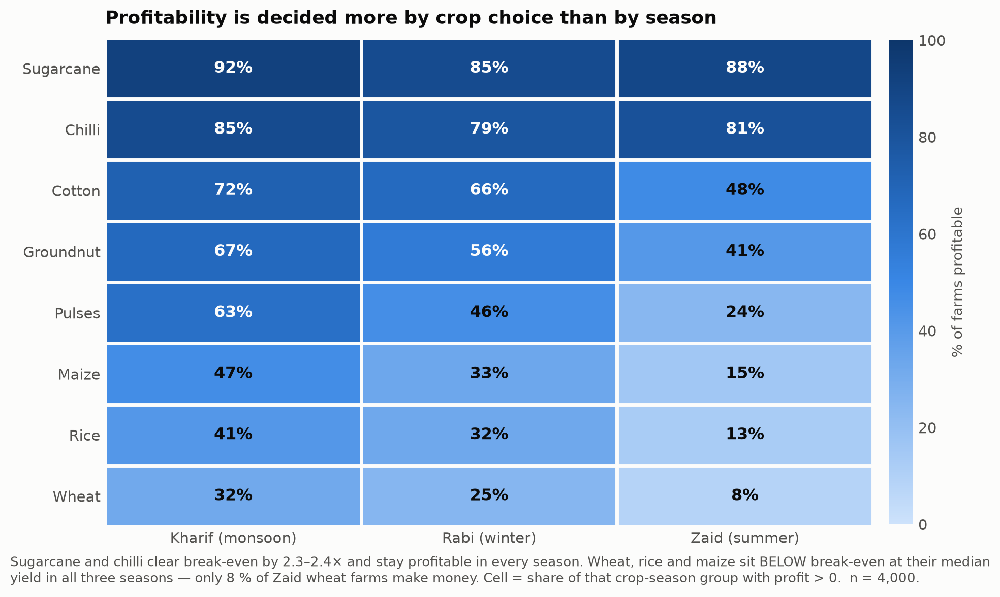 Profitability is decided more by crop choice than by season
Sugarcane 92% 85% 88%
Chilli 85% 79% 81%
Cotton 72% 66% 48%
Groundnut 67% 56% 41%
Pulses 63% 46% 24%
Maize 47% 33% 15%
Rice 41% 32% 13%
Wheat 32% 25% 8%
Kharif (monsoon) Rabi (winter) Zaid (summer)
100
80
60
40
20
0
% of farms profitable
Sugarcane and chilli clear break-even by 2.3–2.4× and stay profitable in every season. Wheat, rice and maize sit BELOW break-even at their median
yield in all three seasons — only 8 % of Zaid wheat farms make money. Cell = share of that crop-season group with profit > 0.  n = 4,000.